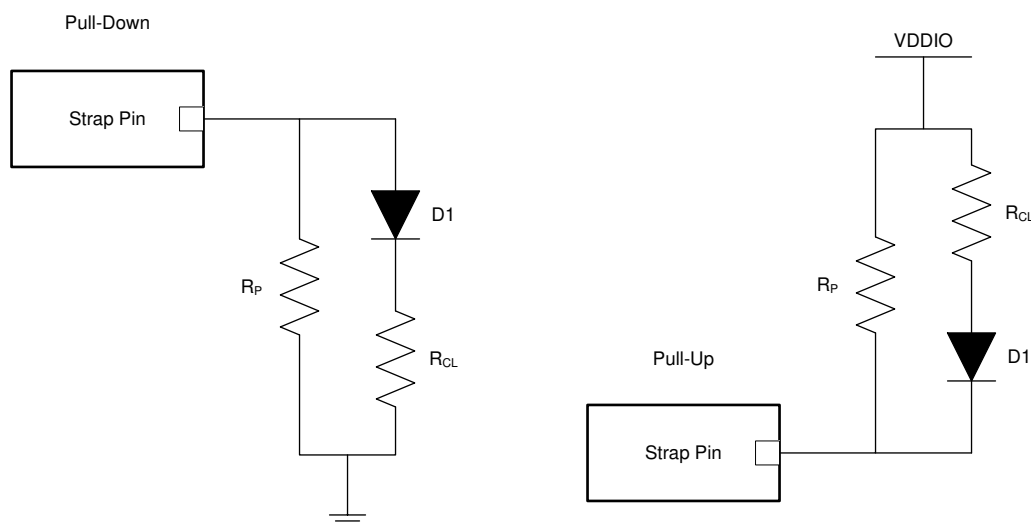 Pull-Down
Strap Pin
D1
RP
RCL
VDDIO
RCL
RP
D1
Pull-Up
Strap Pin